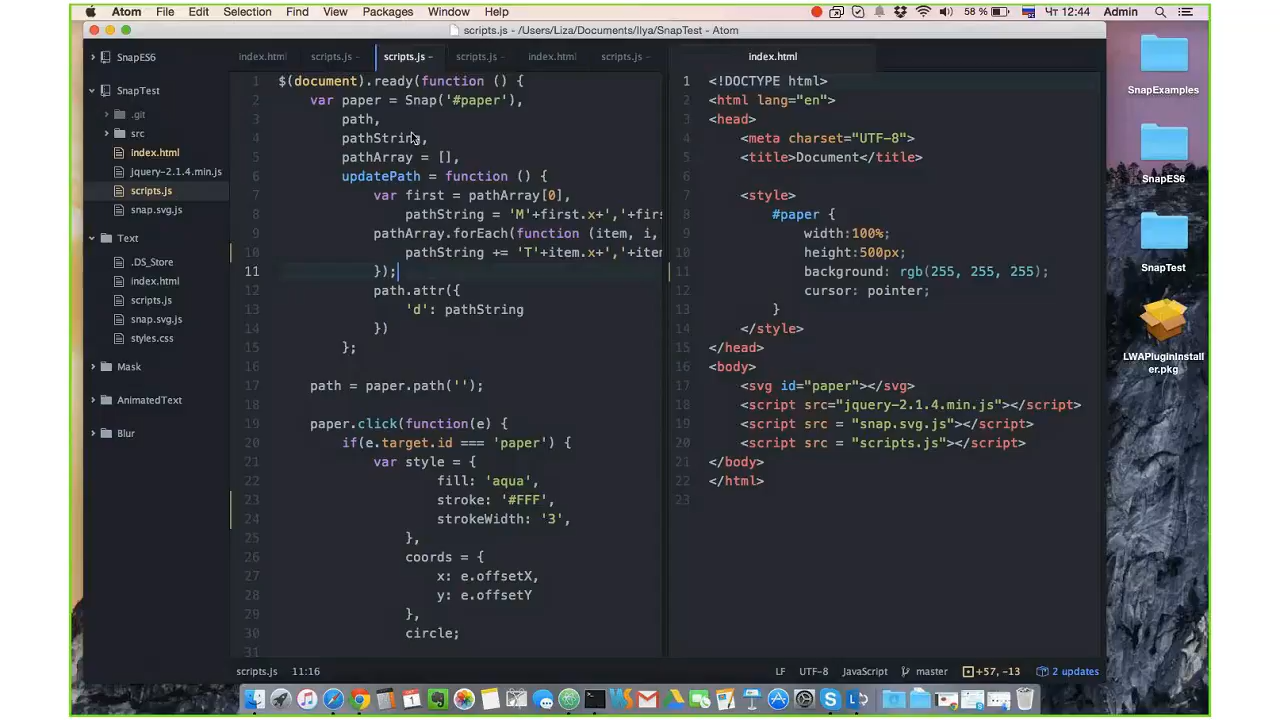 Atom File Edit Selection Find View Packages Window Help 58 % Чт 12:44 Admin
scripts.js - /Users/Liza/Documents/Ilya/SnapTest - Atom
SnapES6
SnapTest
.git
src
index.html
jquery-2.1.4.min.js
scripts.js
snap.svg.js
Text
.DS_Store
index.html
scripts.js
snap.svg.js
styles.css
Mask
AnimatedText
Blur
index.html scripts.js - scripts.js - scripts.js - index.html scripts.js -
1 $(document).ready(function () {
2 var paper = Snap('#paper'),
3 path,
4 pathString,
5 pathArray = [],
6 updatePath = function () {
7 var first = pathArray[0],
8 pathString = 'M'+first.x+','+firs
9 pathArray.forEach(function (item, i,
10 pathString += 'T'+item.x+','+item
11 });
12 path.attr({
13 'd': pathString
14 })
15 };
16
17 path = paper.path('');
18
19 paper.click(function(e) {
20 if(e.target.id === 'paper') {
21 var style = {
22 fill: 'aqua',
23 stroke: '#FFF',
24 strokeWidth: '3',
25 },
26 coords = {
27 x: e.offsetX,
28 y: e.offsetY
29 },
30 circle;
31
index.html
1 <!DOCTYPE html>
2 <html lang="en">
3 <head>
4 <meta charset="UTF-8">
5 <title>Document</title>
6
7 <style>
8 #paper {
9 width:100%;
10 height:500px;
11 background: rgb(255, 255, 255);
12 cursor: pointer;
13 }
14 </style>
15 </head>
16 <body>
17 <svg id="paper"></svg>
18 <script src="jquery-2.1.4.min.js"></script>
19 <script src = "snap.svg.js"></script>
20 <script src = "scripts.js"></script>
21 </body>
22 </html>
23
scripts.js 11:16 LF UTF-8 JavaScript master +57, -13 2 updates
SnapExamples
SnapES6
SnapTest
LWAPluginInstall
er.pkg